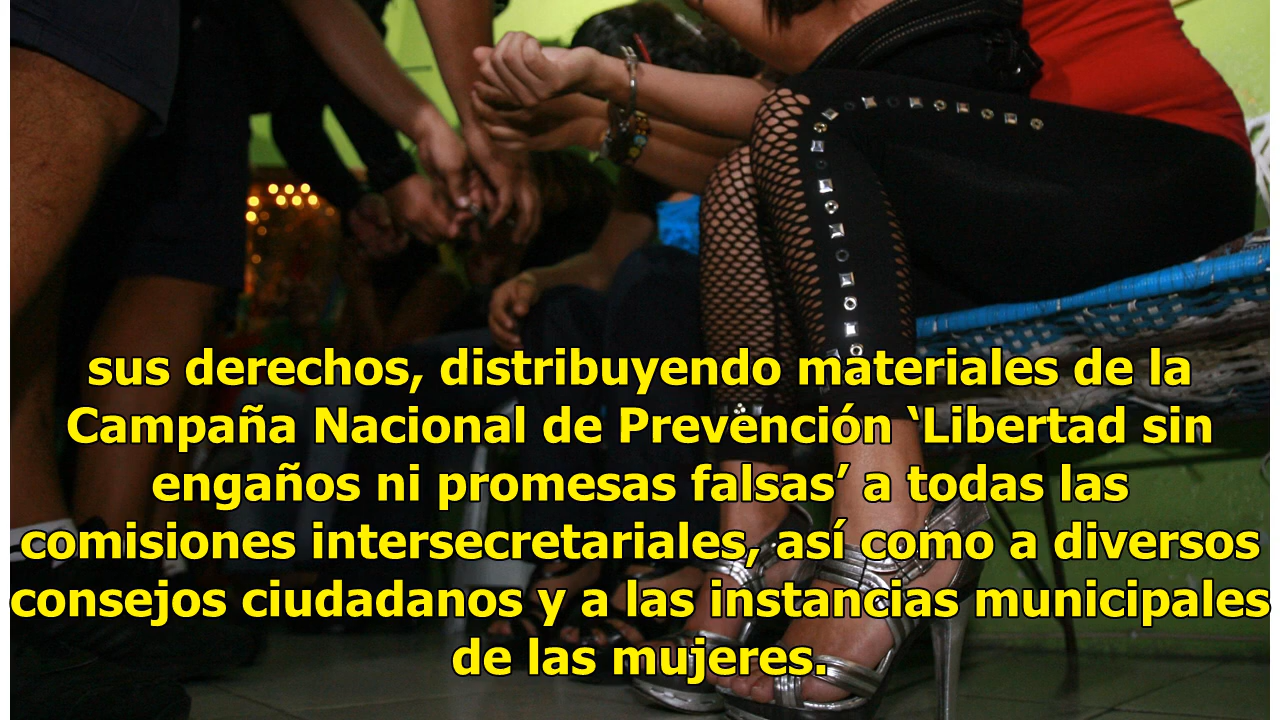 sus derechos, distribuyendo materiales de la
Campaña Nacional de Prevención ‘Libertad sin
engaños ni promesas falsas’ a todas las
comisiones intersecretariales, así como a diversos
consejos ciudadanos y a las instancias municipales
de las mujeres.